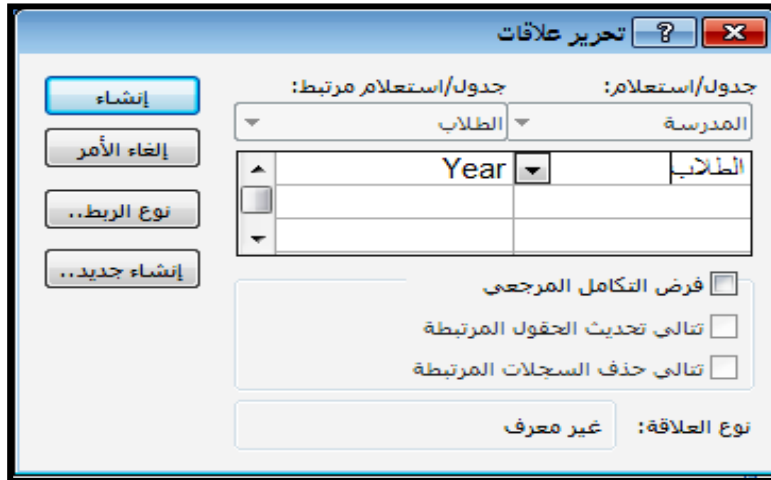 تحرير علاقات
جدول/استعلام: جدول/استعلام مرتبط:
المدرسة الطلاب
الطلاب Year
إنشاء
إلغاء الأمر
نوع الربط..
إنشاء جديد..
فرض التكامل المرجعي
تتالي تحديث الحقول المرتبطة
تتالي حذف السجلات المرتبطة
نوع العلاقة: غير معرف